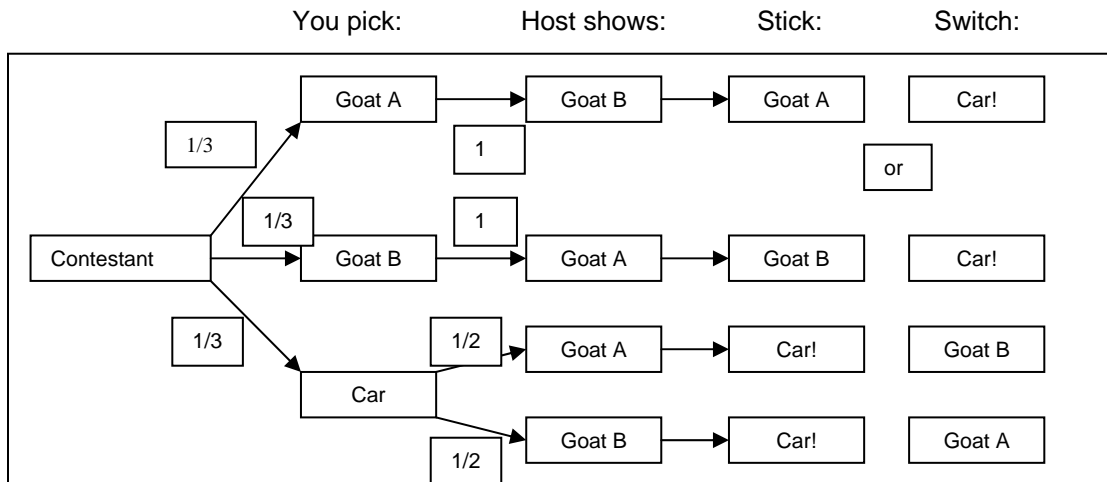 You pick: Host shows: Stick: Switch:
Goat A Goat B Goat A Car!
1/3 1 or
1/3 1
Contestant Goat B Goat A Goat B Car!
1/3 1/2 Goat A Car! Goat B
Car
1/2 Goat B Car! Goat A